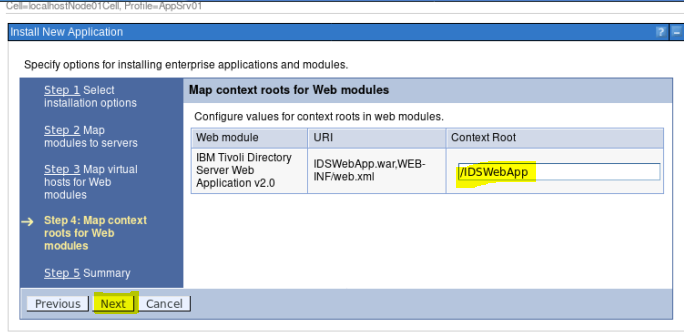 Cell=localhostNode01Cell, Profile=AppSrv01
Install New Application ? –
Specify options for installing enterprise applications and modules.
Step 1 Select
installation options
Step 2 Map
modules to servers
Step 3 Map virtual
hosts for Web
modules
Step 4: Map context
roots for Web
modules
Step 5 Summary
Map context roots for Web modules
Configure values for context roots in web modules.
Web module URI Context Root
IBM Tivoli Directory
Server Web
Application v2.0
IDSWebApp.war,WEB-
INF/web.xml
/IDSWebApp
Previous Next Cancel